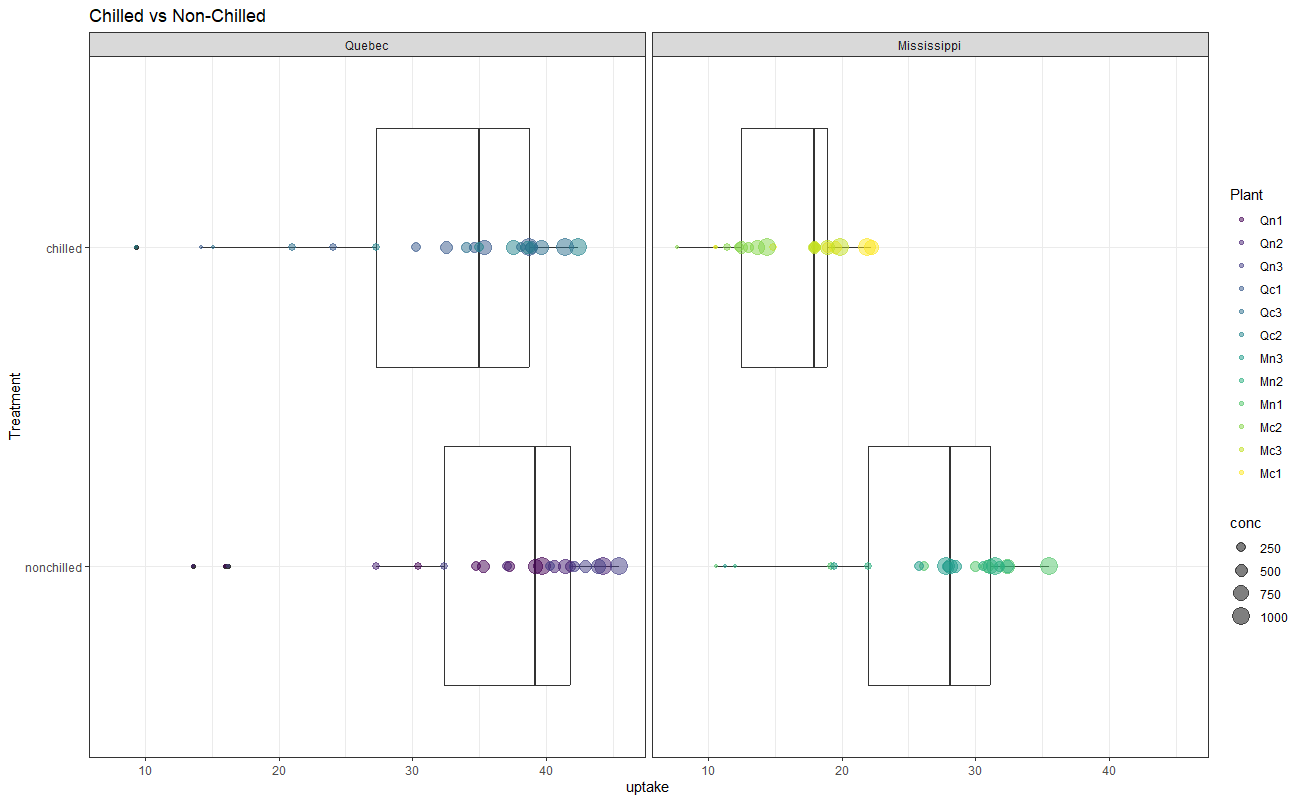 Chilled vs Non-Chilled
Quebec
Mississippi
chilled
nonchilled
Treatment
10 20 30 40
10 20 30 40
uptake
Plant
Qn1
Qn2
Qn3
Qc1
Qc3
Qc2
Mn3
Mn2
Mn1
Mc2
Mc3
Mc1
conc
250
500
750
1000